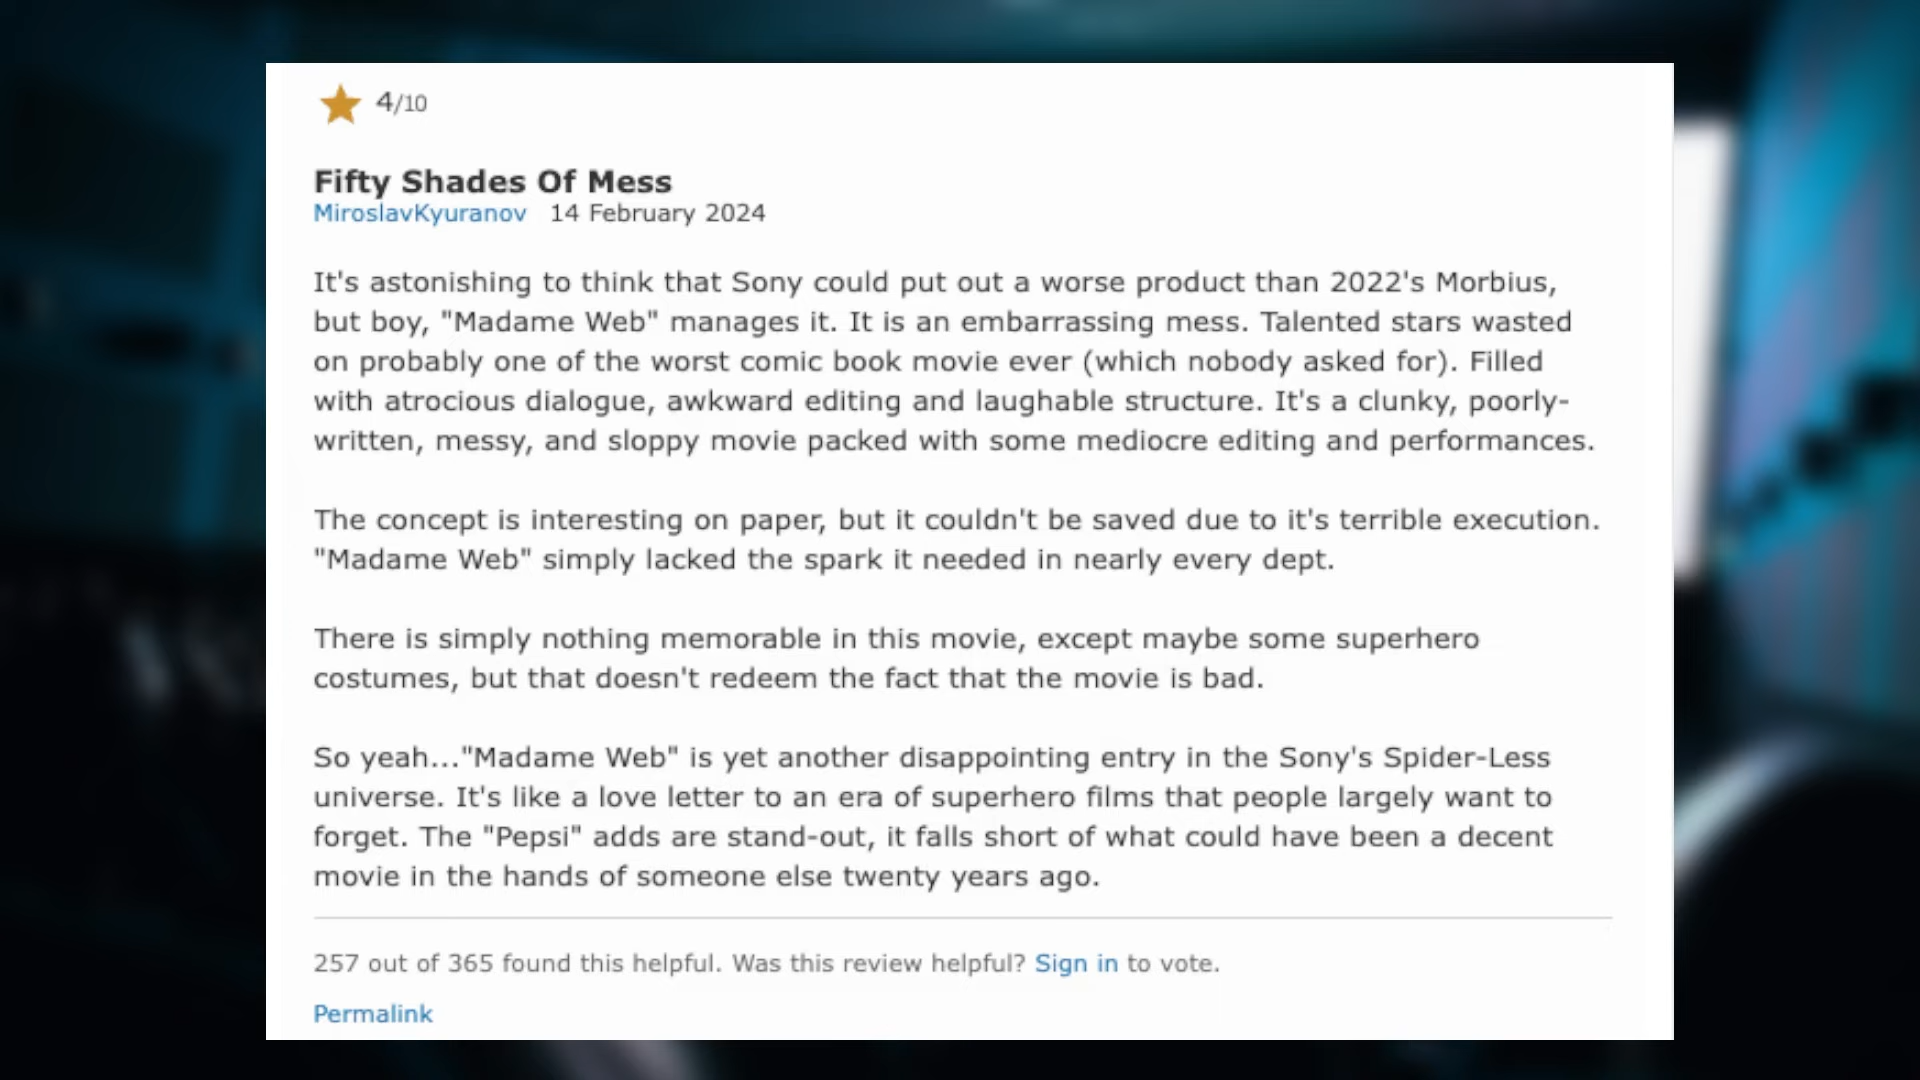 4/10
Fifty Shades Of Mess
MiroslavKyuranov 14 February 2024
It's astonishing to think that Sony could put out a worse product than 2022's Morbius,
but boy, "Madame Web" manages it. It is an embarrassing mess. Talented stars wasted
on probably one of the worst comic book movie ever (which nobody asked for). Filled
with atrocious dialogue, awkward editing and laughable structure. It's a clunky, poorly-
written, messy, and sloppy movie packed with some mediocre editing and performances.
The concept is interesting on paper, but it couldn't be saved due to it's terrible execution.
"Madame Web" simply lacked the spark it needed in nearly every dept.
There is simply nothing memorable in this movie, except maybe some superhero
costumes, but that doesn't redeem the fact that the movie is bad.
So yeah..."Madame Web" is yet another disappointing entry in the Sony's Spider-Less
universe. It's like a love letter to an era of superhero films that people largely want to
forget. The "Pepsi" adds are stand-out, it falls short of what could have been a decent
movie in the hands of someone else twenty years ago.
257 out of 365 found this helpful. Was this review helpful? Sign in to vote.
Permalink